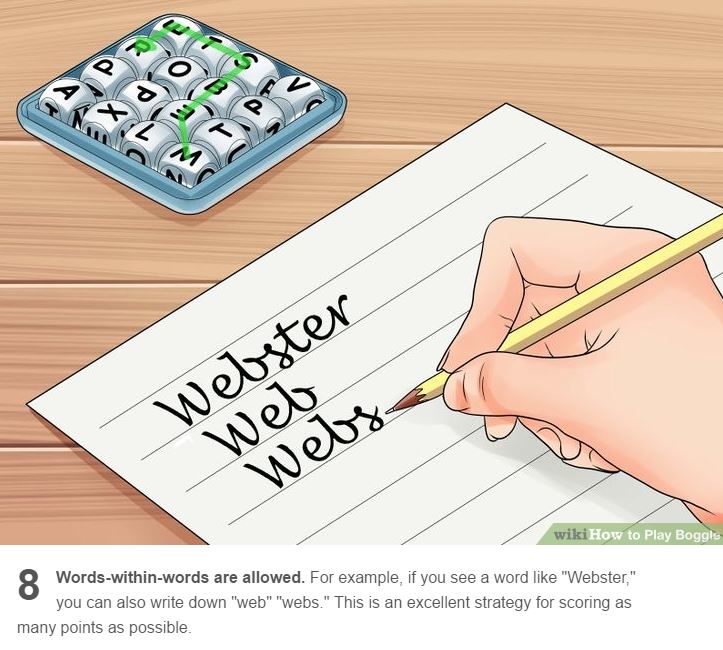 Webster
Web
Webs
wikiHow to Play Boggle
8 Words-within-words are allowed. For example, if you see a word like "Webster,"
you can also write down "web" "webs." This is an excellent strategy for scoring as
many points as possible.